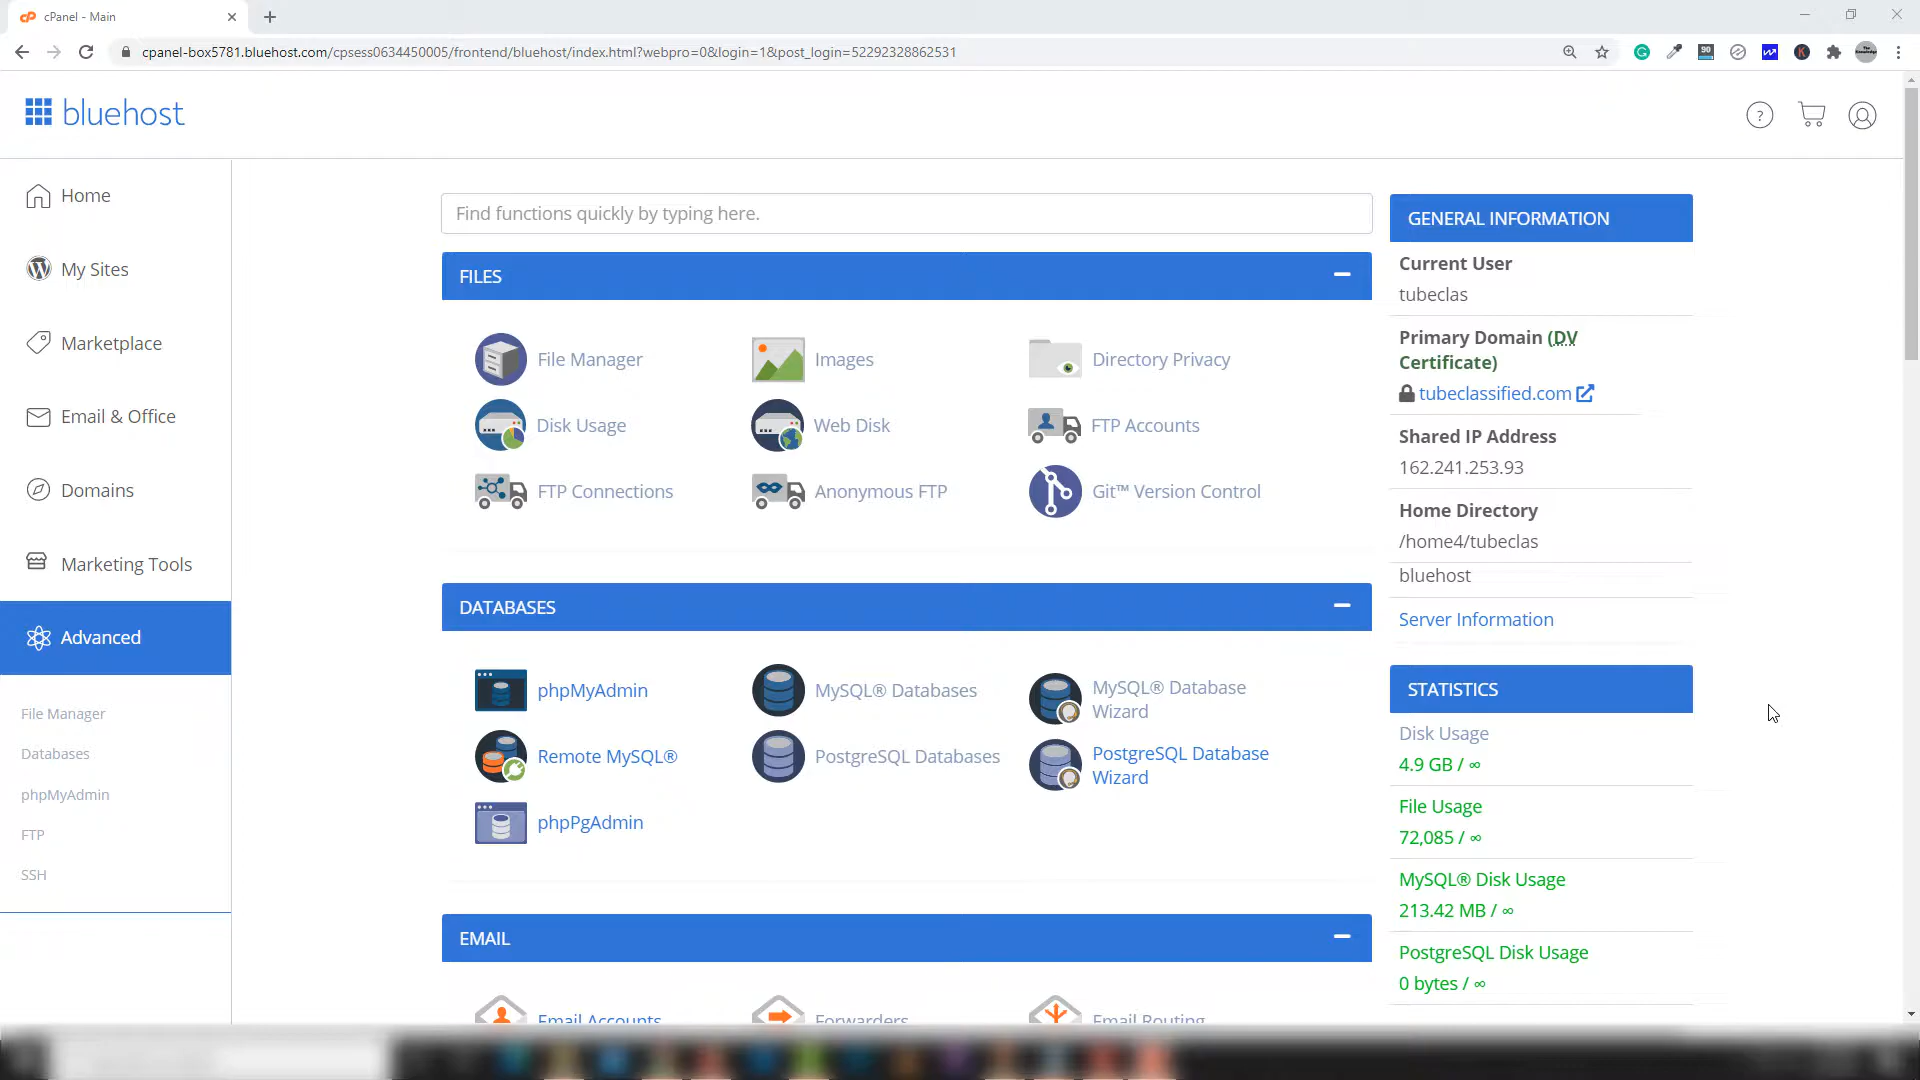 cPanel - Main
cpanel-box5781.bluehost.com/cpsess0634450005/frontend/bluehost/index.html?webpro=0&login=1&post_login=52292328862531
90
bluehost
?
Home
My Sites
Marketplace
Email & Office
Domains
Marketing Tools
Advanced
File Manager
Databases
phpMyAdmin
FTP
SSH
Find functions quickly by typing here.
FILES
File Manager
Images
Directory Privacy
Disk Usage
Web Disk
FTP Accounts
FTP Connections
Anonymous FTP
Git™ Version Control
DATABASES
phpMyAdmin
MySQL® Databases
MySQL® Database
Wizard
Remote MySQL®
PostgreSQL Databases
PostgreSQL Database
Wizard
phpPgAdmin
EMAIL
Email Accounts
Forwarders
Email Routing
GENERAL INFORMATION
Current User
tubeclas
Primary Domain (DV
Certificate)
tubeclassified.com
Shared IP Address
162.241.253.93
Home Directory
/home4/tubeclas
bluehost
Server Information
STATISTICS
Disk Usage
4.9 GB / ∞
File Usage
72,085 / ∞
MySQL® Disk Usage
213.42 MB / ∞
PostgreSQL Disk Usage
0 bytes / ∞